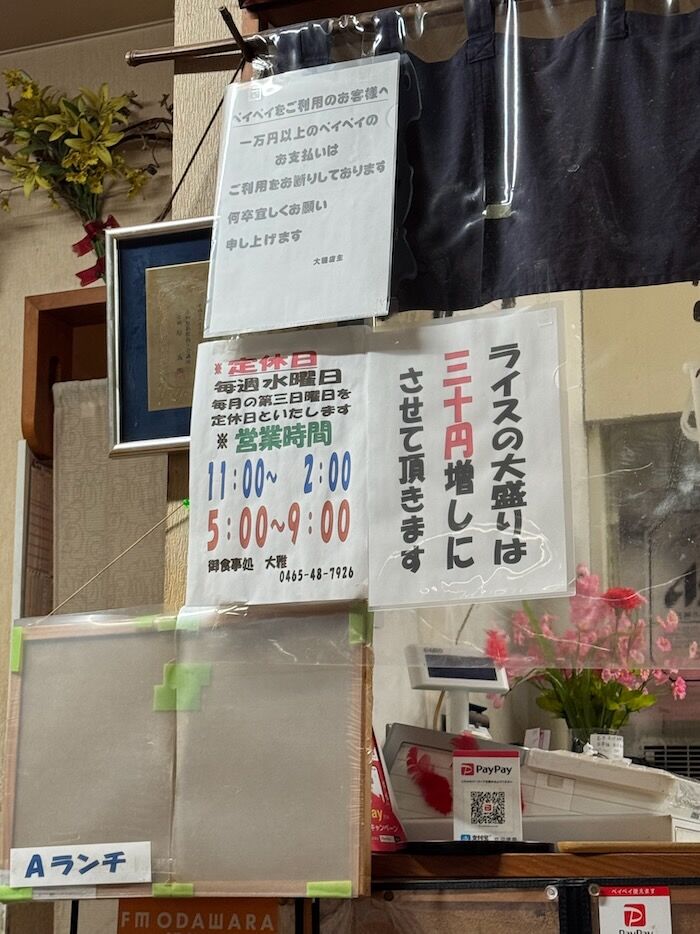 ペイペイをご利用のお客様へ
一万円以上のペイペイの
お支払いは
ご利用をお断りしております
何卒宜しくお願い
申し上げます
大雅店主
※定休日
毎週水曜日
毎月の第三日曜日を
定休日といたします
※営業時間
11:00~ 2:00
5:00~9:00
御食事処 大雅
0465-48-7926
ライスの大盛りは
三十円増しに
させて頂きます
Aランチ
FM ODAWARA
CASIO
PayPay
キャンペーン
ペイペイ使えます
PayPay